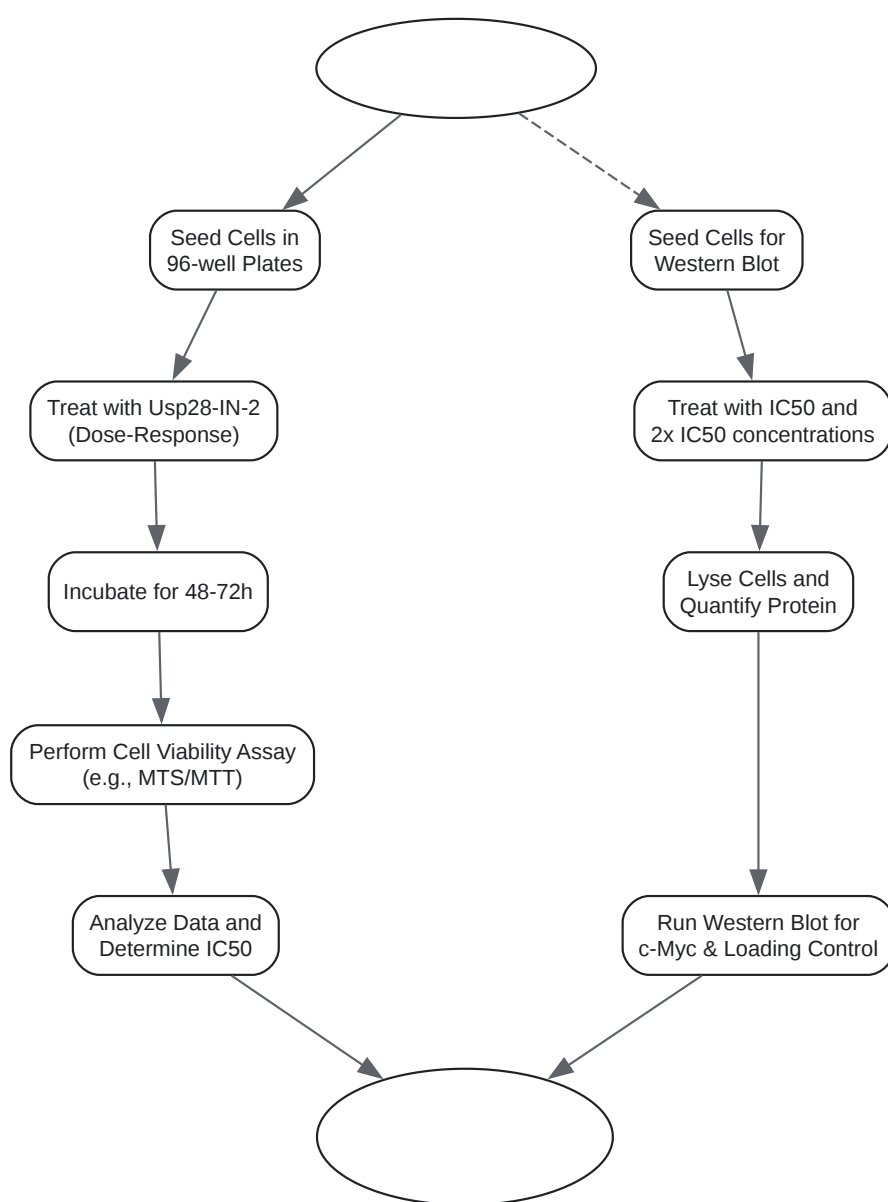 Seed Cells in
96-well Plates
Seed Cells for
Western Blot
Treat with Usp28-IN-2
(Dose-Response)
Treat with IC50 and
2x IC50 concentrations
Incubate for 48-72h
Lyse Cells and
Quantify Protein
Perform Cell Viability Assay
(e.g., MTS/MTT)
Analyze Data and
Determine IC50
Run Western Blot for
c-Myc & Loading Control